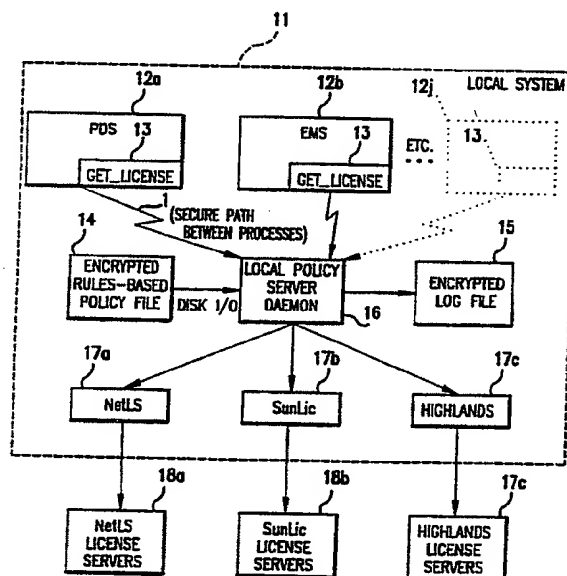 11
12a
12b
12j
LOCAL SYSTEM
PDS
13
GET_LICENSE
EMS
13
GET_LICENSE
ETC.
13
1
(SECURE PATH
BETWEEN PROCESSES)
14
15
ENCRYPTED
RULES-BASED
POLICY FILE
DISK I/O
LOCAL POLICY
SERVER
DAEMON
16
ENCRYPTED
LOG FILE
17a
17b
17c
NetLS
SunLic
HIGHLANDS
18a
18b
17c
NetLS
LICENSE
SERVERS
SunLic
LICENSE
SERVERS
HIGHLANDS
LICENSE
SERVERS